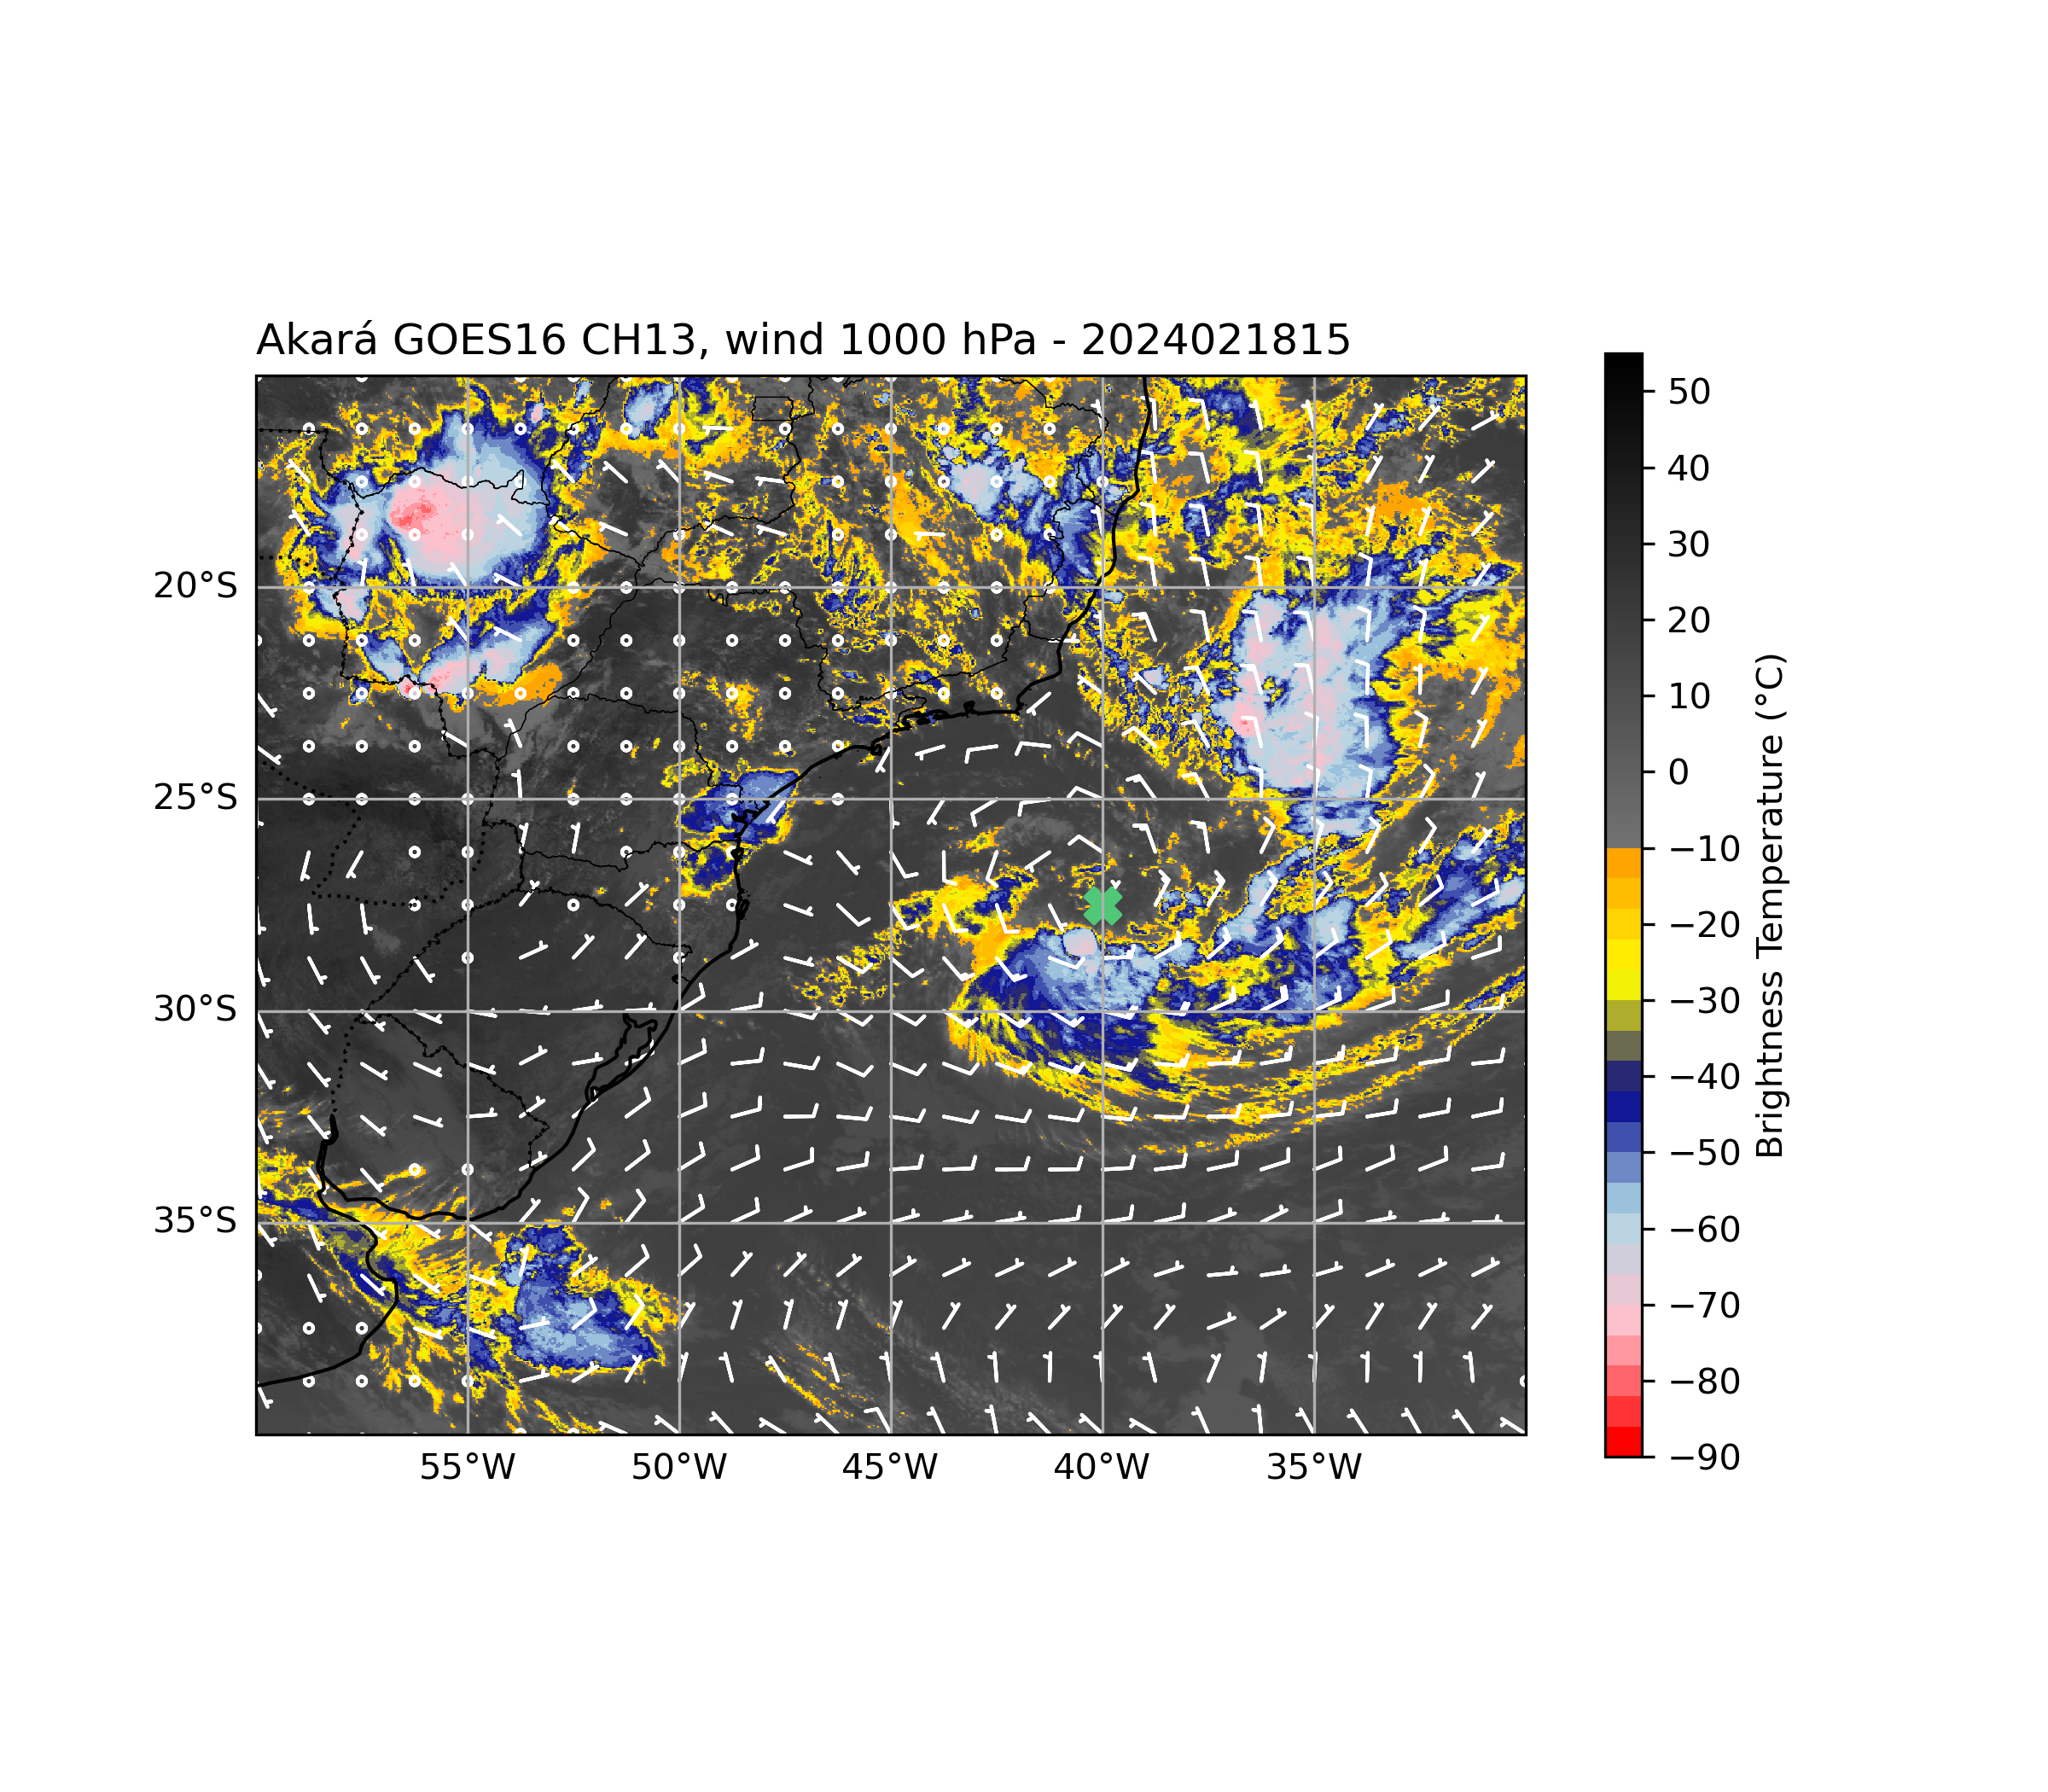 Akará GOES16 CH13, wind 1000 hPa - 2024021815
20°S
25°S
30°S
35°S
55°W
50°W
45°W
40°W
35°W
50
40
30
20
10
0
−10
−20
−30
−40
−50
−60
−70
−80
−90
Brightness Temperature (°C)